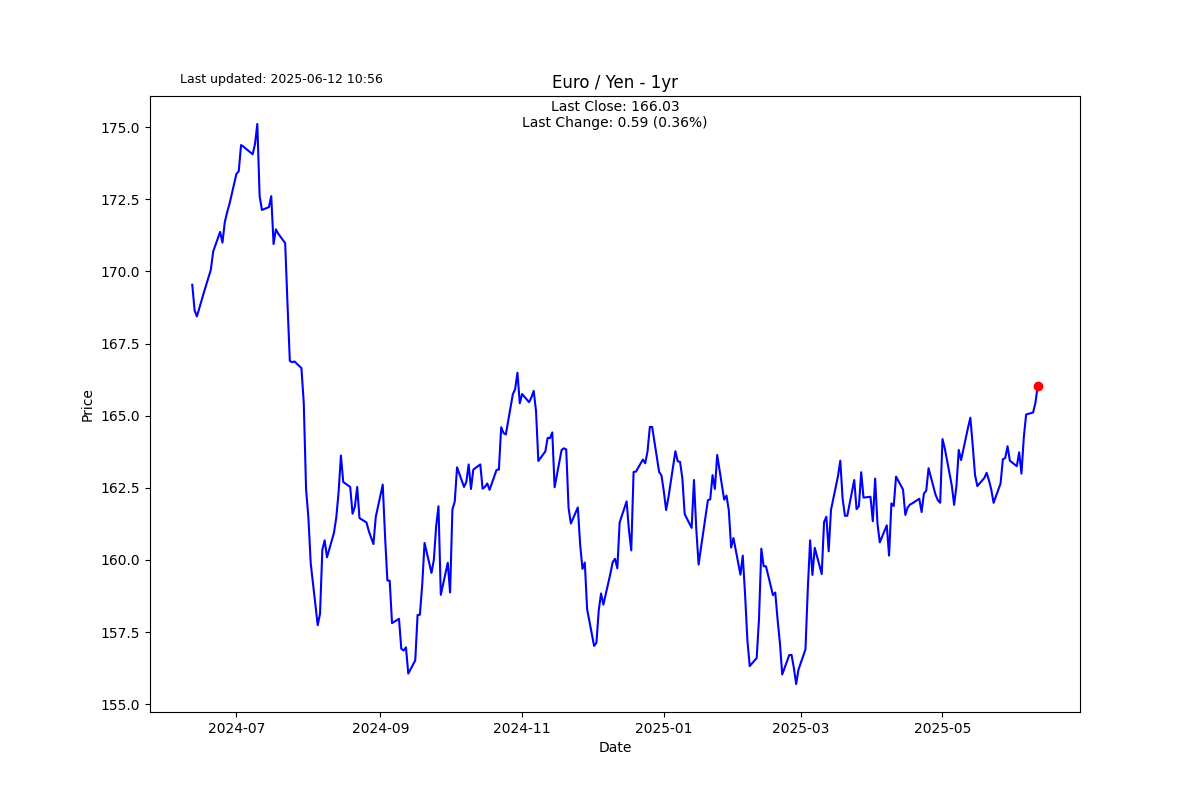 Last updated: 2025-06-12 10:56
Euro / Yen - 1yr
Last Close: 166.03
Last Change: 0.59 (0.36%)
175.0
172.5
170.0
167.5
165.0
162.5
160.0
157.5
155.0
Price
2024-07
2024-09
2024-11
2025-01
2025-03
2025-05
Date